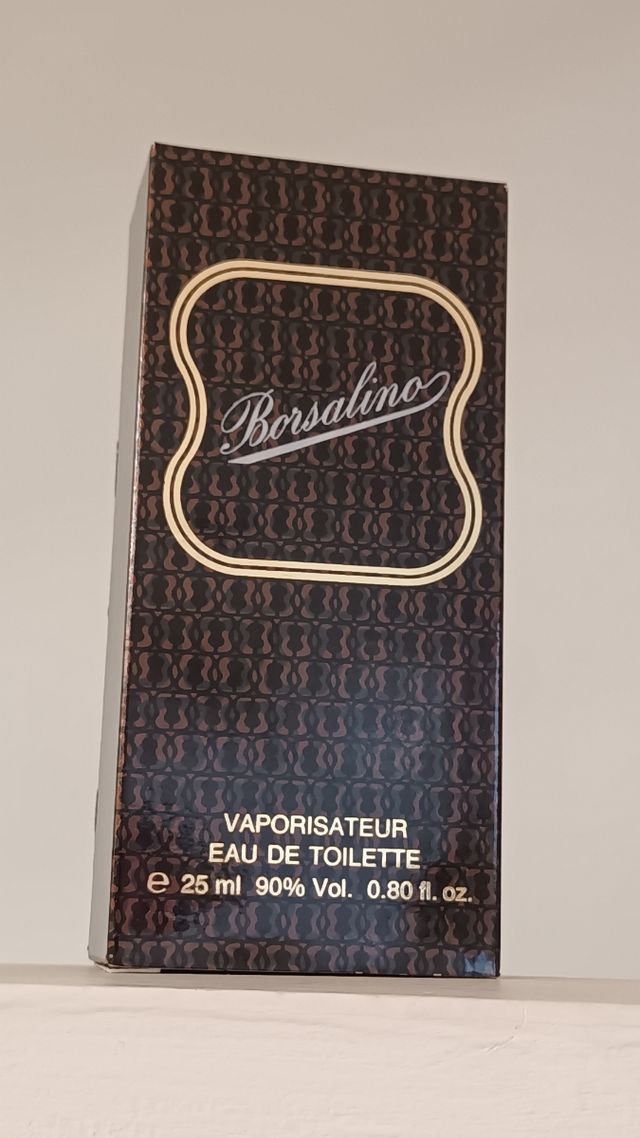 Borsalino
VAPORISATEUR
EAU DE TOILETTE
e 25 ml 90% Vol. 0.80 fl. oz.